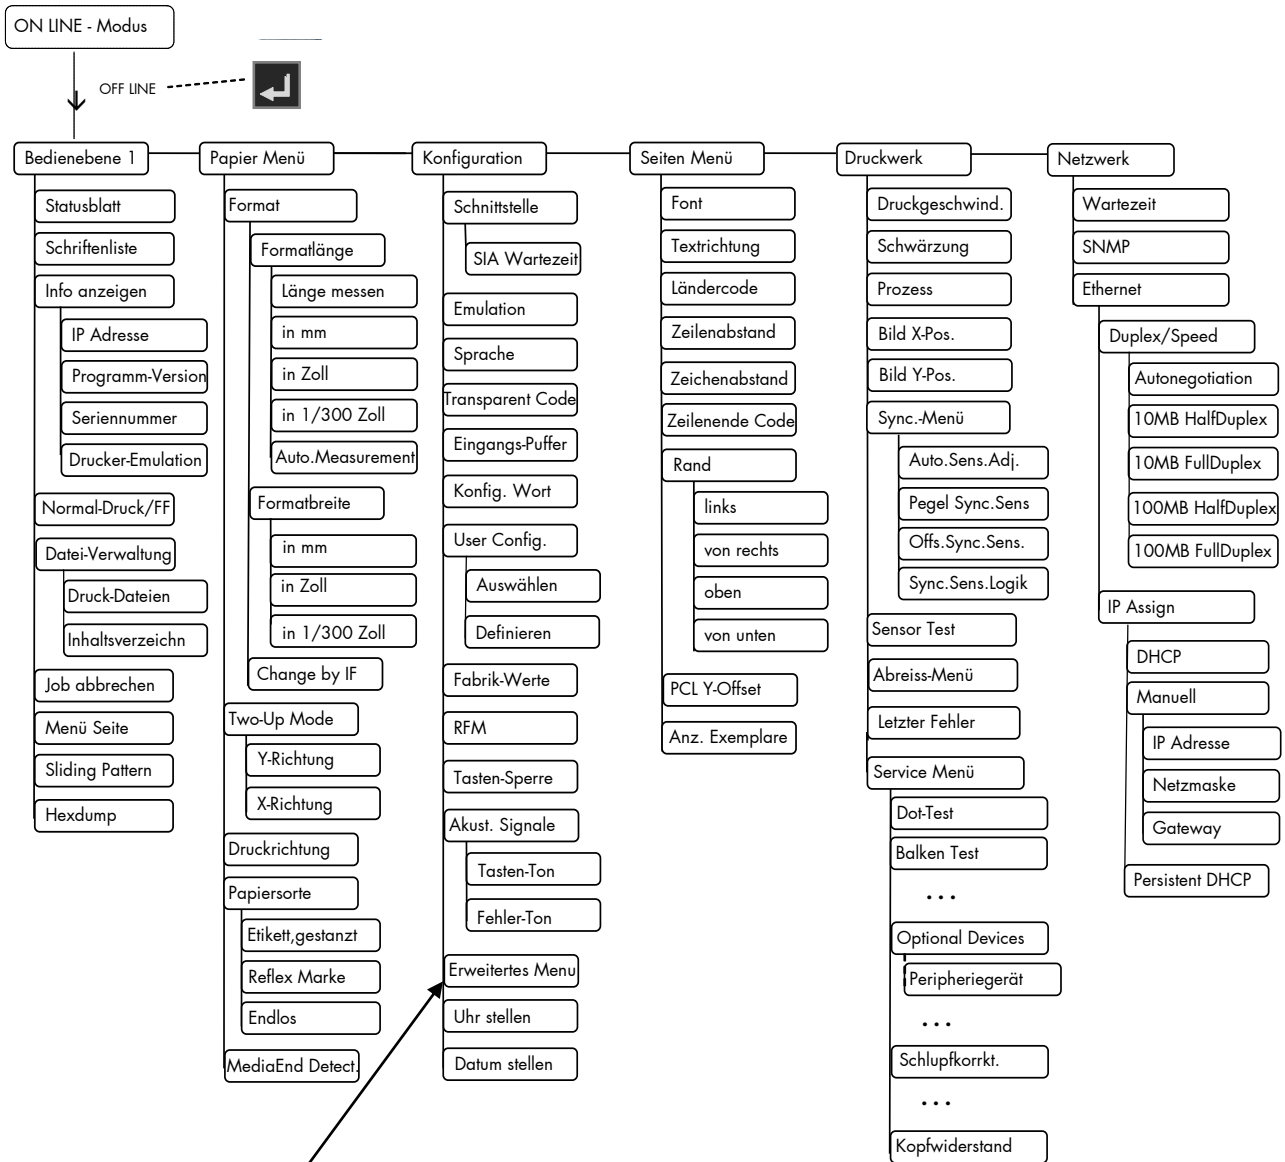 ON LINE - Modus
OFF LINE
Bedienebene 1
Statusblatt
Schriftenliste
Info anzeigen
IP Adresse
Programm-Version
Seriennummer
Drucker-Emulation
Normal-Druck/FF
Datei-Verwaltung
Druck-Dateien
Inhaltsverzeichn
Job abbrechen
Menü Seite
Sliding Pattern
Hexdump
Papier Menü
Format
Formatlänge
Länge messen
in mm
in Zoll
in 1/300 Zoll
Auto.Measurement
Formatbreite
in mm
in Zoll
in 1/300 Zoll
Change by IF
Two-Up Mode
Y-Richtung
X-Richtung
Druckrichtung
Papiersorte
Etikett,gestanzt
Reflex Marke
Endlos
MediaEnd Detect.
Konfiguration
Schnittstelle
SIA Wartezeit
Emulation
Sprache
Transparent Code
Eingangs-Puffer
Konfig. Wort
User Config.
Auswählen
Definieren
Fabrik-Werte
RFM
Tasten-Sperre
Akust. Signale
Tasten-Ton
Fehler-Ton
Erweitertes Menu
Uhr stellen
Datum stellen
Seiten Menü
Font
Textrichtung
Ländercode
Zeilenabstand
Zeichenabstand
Zeilenende Code
Rand
links
von rechts
oben
von unten
PCL Y-Offset
Anz. Exemplare
Druckwerk
Druckgeschwind.
Schwärzung
Prozess
Bild X-Pos.
Bild Y-Pos.
Sync.-Menü
Auto.Sens.Adj.
Pegel Sync.Sens
Offs.Sync.Sens.
Sync.Sens.Logik
Sensor Test
Abreiss-Menü
Letzter Fehler
Service Menü
Dot-Test
Balken Test
...
Optional Devices
Peripheriegerät
...
Schlupfkorrkt.
...
Kopfwiderstand
Netzwerk
Wartezeit
SNMP
Ethernet
Duplex/Speed
Autonegotiation
10MB HalfDuplex
10MB FullDuplex
100MB HalfDuplex
100MB FullDuplex
IP Assign
DHCP
Manuell
IP Adresse
Netzmaske
Gateway
Persistent DHCP